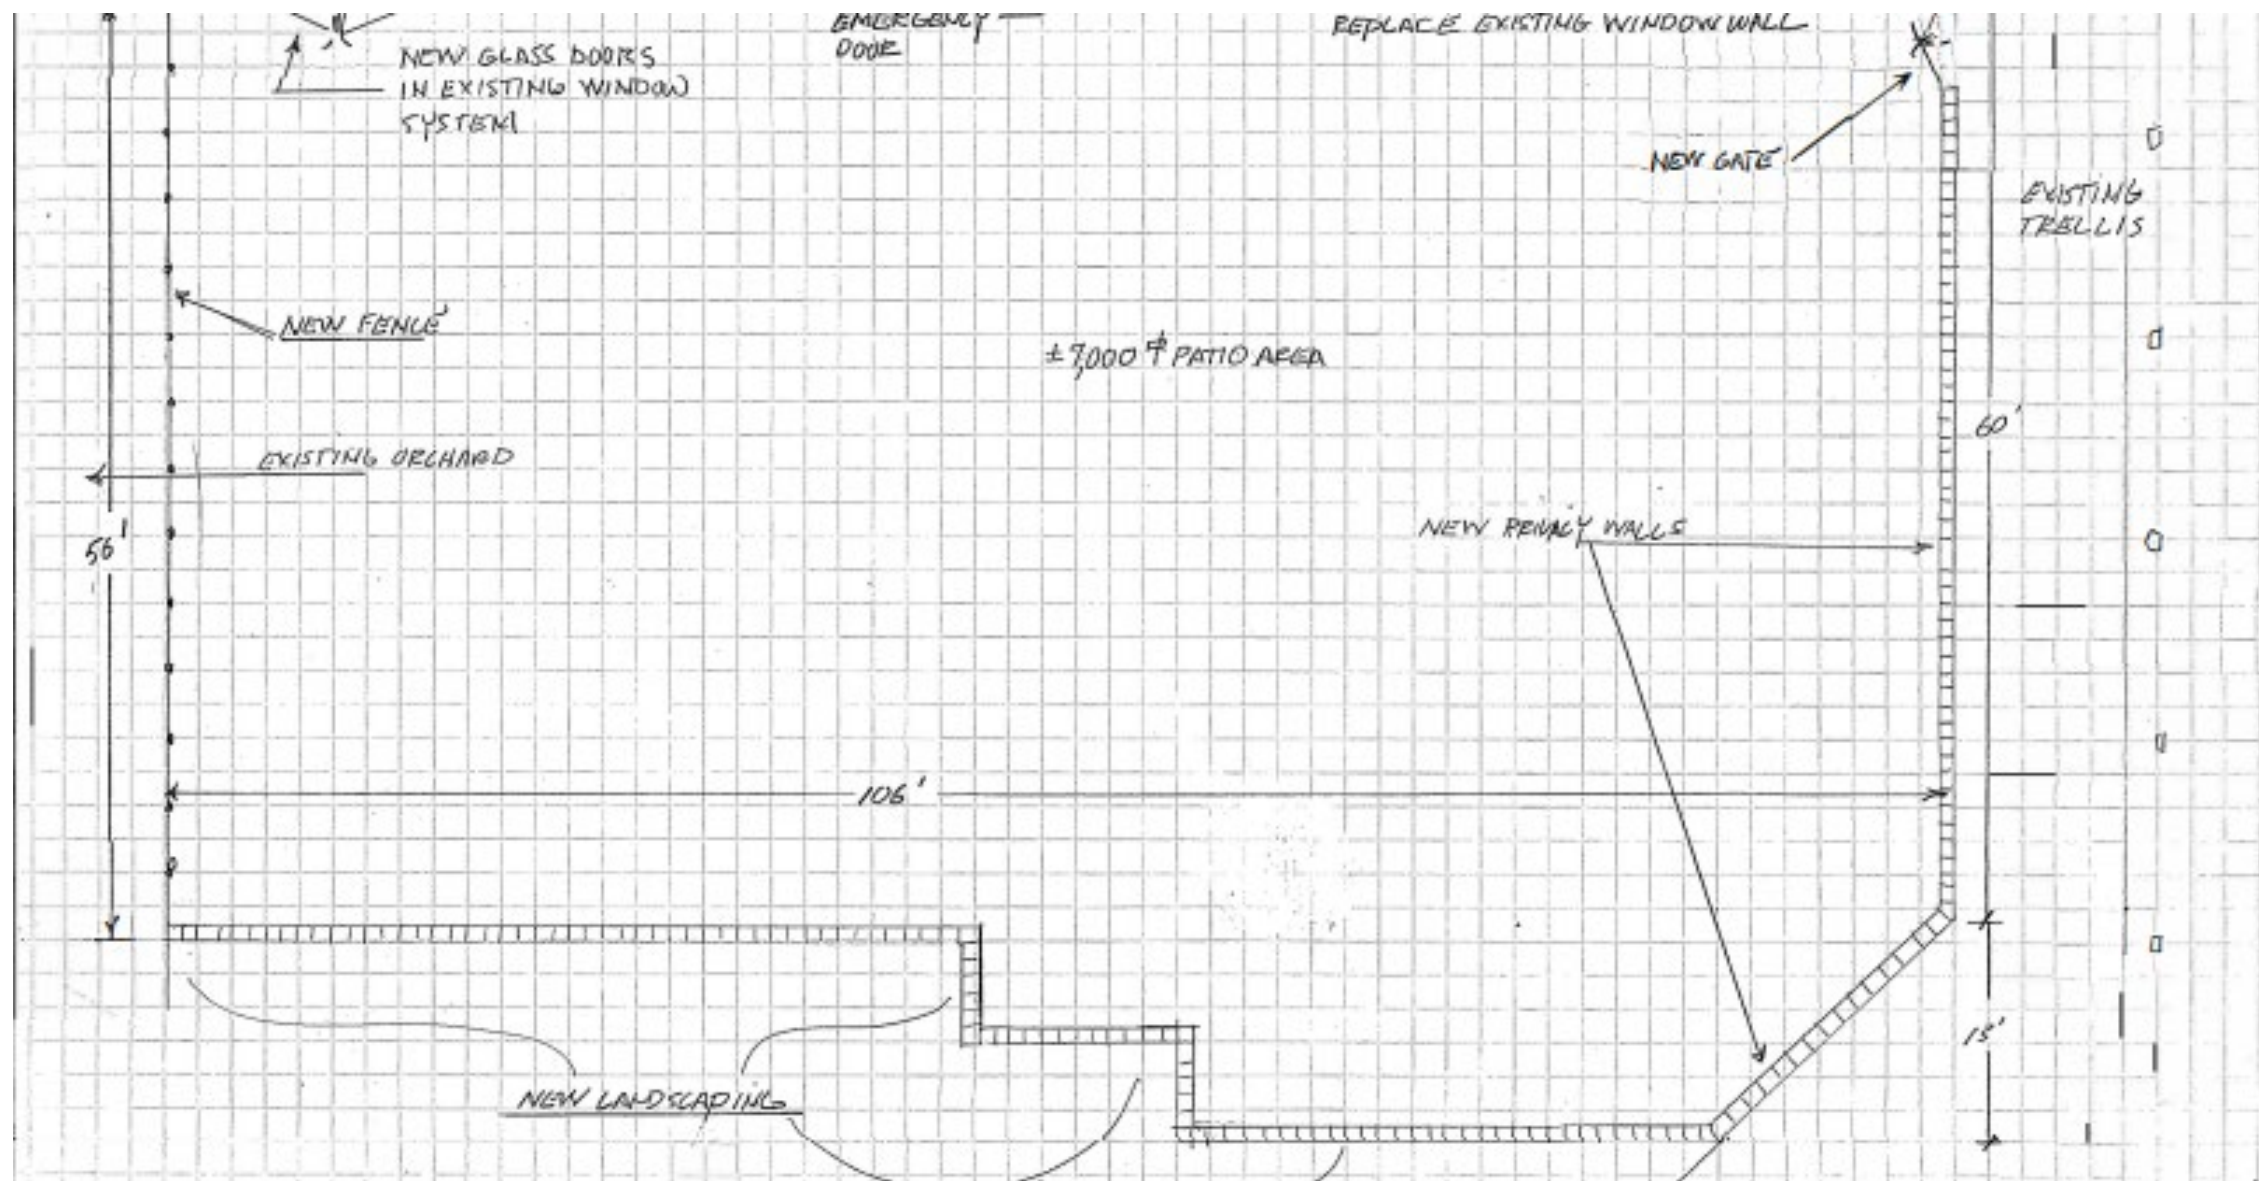 EMERGENCY
DOOR
REPLACE EXISTING WINDOW WALL
NEW GLASS DOORS
IN EXISTING WINDOW
SYSTEM
NEW GATE
EXISTING
TRELLIS
NEW FENCE
±7,000 PATIO AREA
60'
EXISTING ORCHARD
NEW PRIVACY WALLS
56'
106'
15'
NEW LANDSCAPING